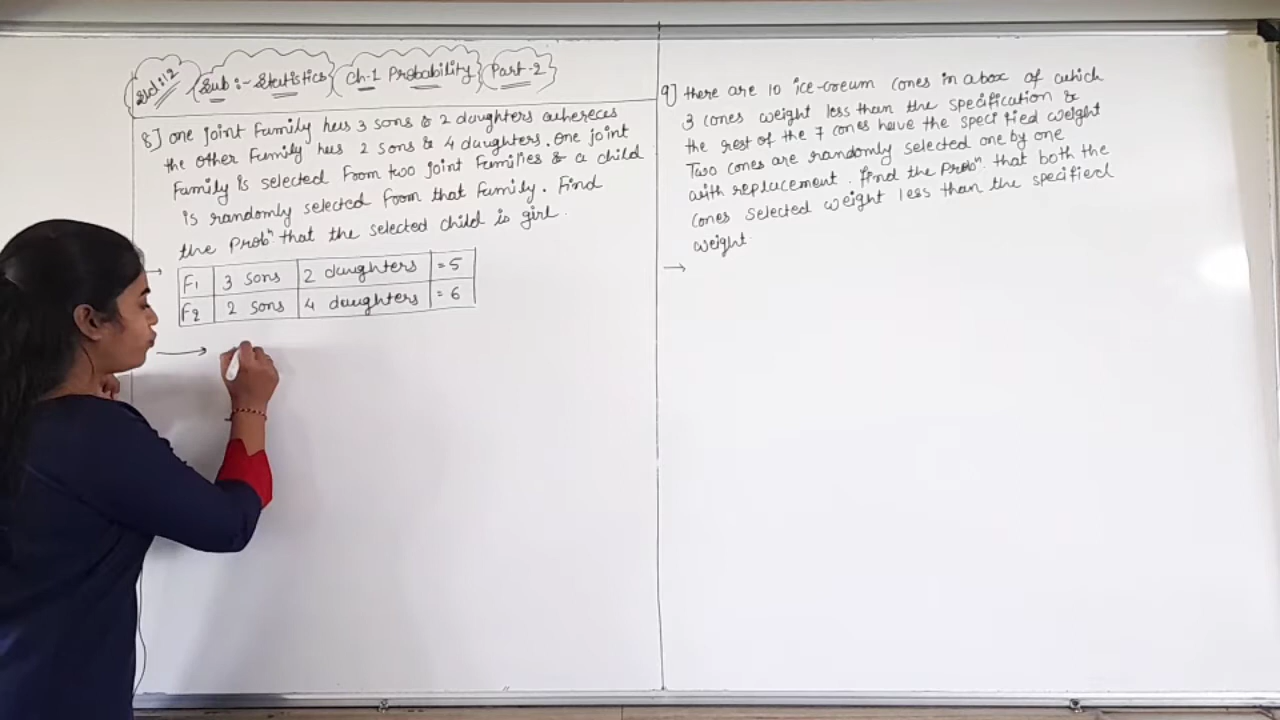 Std:12 Sub:- Statistics Ch-1 Probability Part-2
8] One joint Family hes 3 sons & 2 daughters whereces
the other Family hes 2 sons & 4 daughters. One joint
Family is selected From two joint Families & a child
is randomly selected From that Family. Find
the Probⁿ that the selected child is girl.
→ F1 3 sons 2 daughters = 5
F2 2 sons 4 daughters = 6
→
9] there are 10 ice-cream cones in a box of which
3 cones weight less than the specification &
the rest of the 7 cones have the specified weight
Two cones are randomly selected one by one
with replacement. Find the Probⁿ. that both the
cones selected weight less than the specified
weight.
→